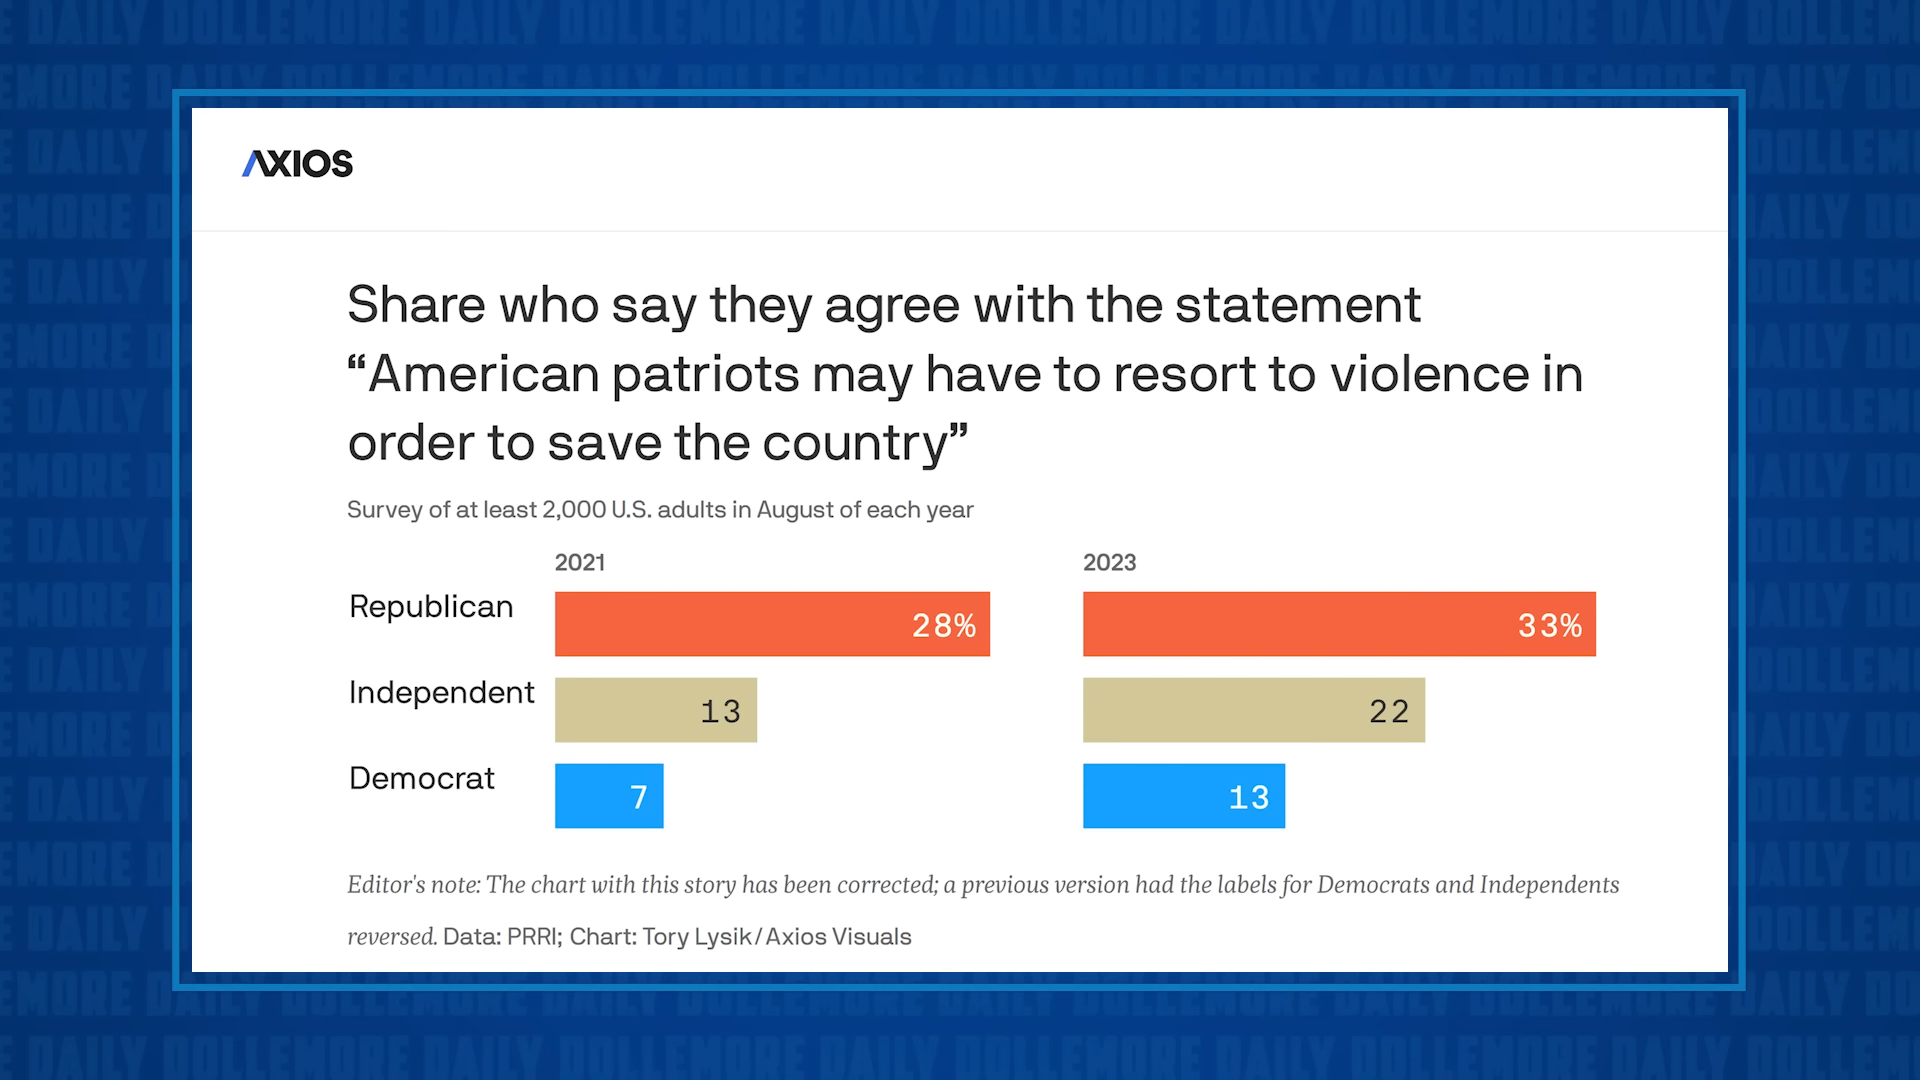 AXIOS
Share who say they agree with the statement
“American patriots may have to resort to violence in
order to save the country”
Survey of at least 2,000 U.S. adults in August of each year
2021 2023
Republican 28% 33%
Independent 13 22
Democrat 7 13
Editor's note: The chart with this story has been corrected; a previous version had the labels for Democrats and Independents
reversed. Data: PRRI; Chart: Tory Lysik/Axios Visuals